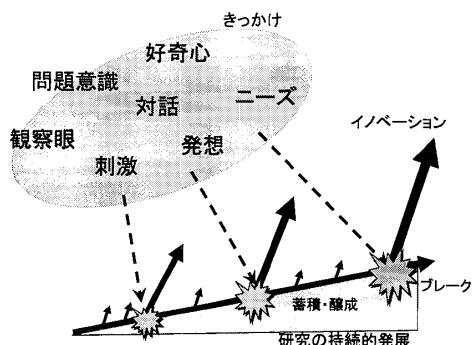 きっかけ
好奇心
問題意識
対話
ニーズ
観察眼
刺激
発想
イノベーション
ブレーク
蓄積・醸成
研究の持続的発展